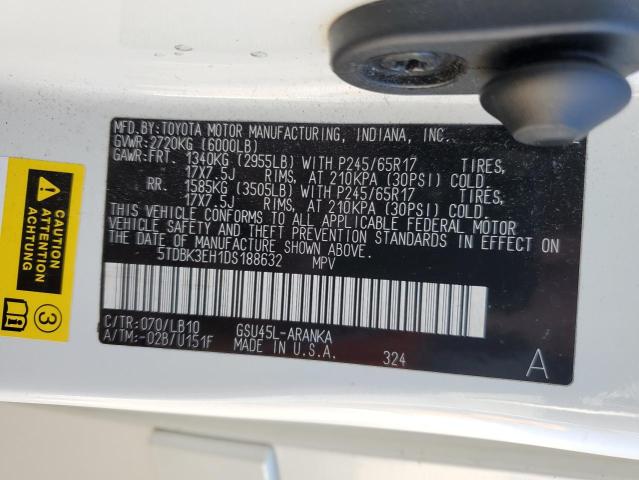 MFD.BY:TOYOTA MOTOR MANUFACTURING, INDIANA, INC.
GVWR:2720KG (6000LB)
GAWR:FRT. 1340KG (2955LB) WITH P245/65R17 TIRES,
17X7.5J RIMS, AT 210KPA (30PSI) COLD.
RR. 1585KG (3505LB) WITH P245/65R17 TIRES,
17X7.5J RIMS, AT 210KPA (30PSI) COLD.
THIS VEHICLE CONFORMS TO ALL APPLICABLE FEDERAL MOTOR
VEHICLE SAFETY AND THEFT PREVENTION STANDARDS IN EFFECT ON
THE DATE OF MANUFACTURE SHOWN ABOVE.
5TDBK3EH1DS188632 MPV
C/TR:070/LB10 GSU45L-ARANKA
A/TM:-02B/U151F MADE IN U.S.A. 324 A
CAUTION
ATTENTION
ACHTUNG
i 3